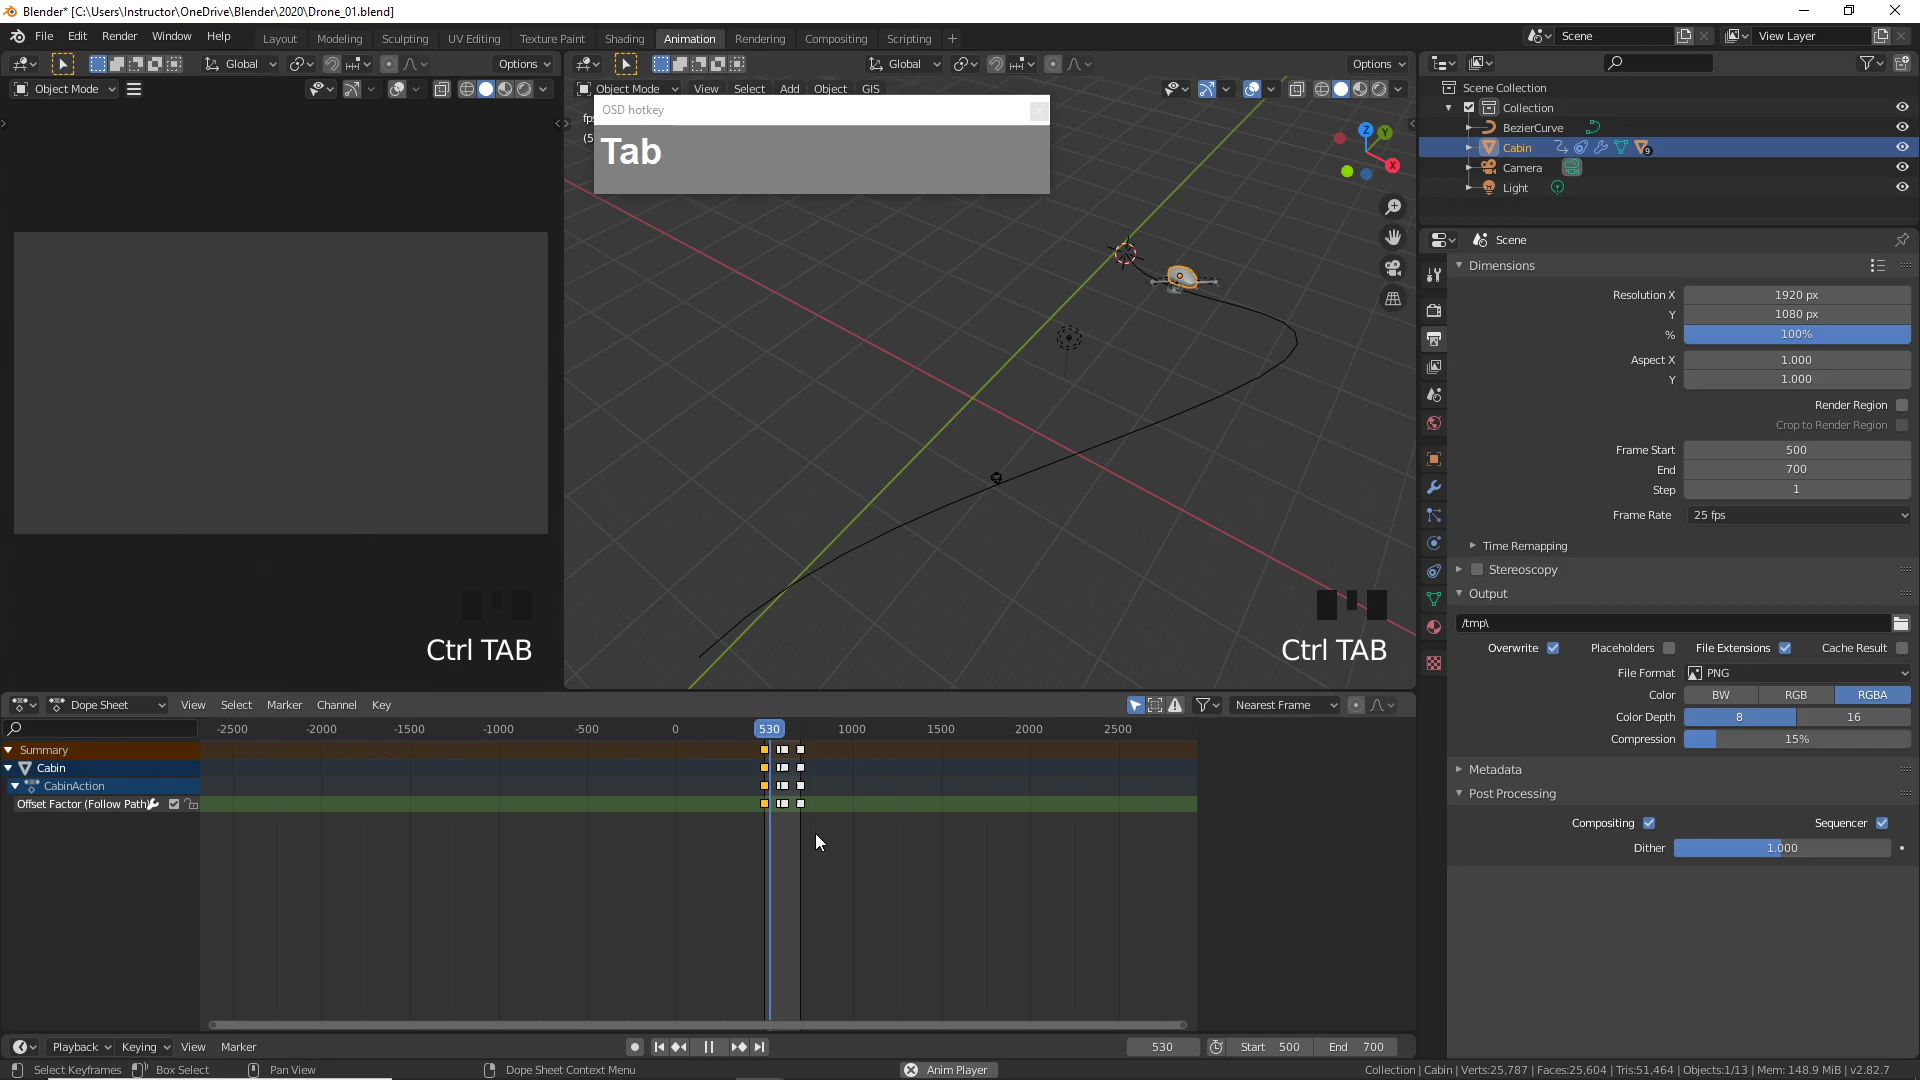 Blender* [C:\Users\Instructor\OneDrive\Blender\2020\Drone_01.blend]
File Edit Render Window Help Layout Modeling Sculpting UV Editing Texture Paint Shading Animation Rendering Compositing Scripting Scene View Layer
Global Options Global Options
Object Mode Object Mode View Select Add Object GIS
OSD hotkey
Tab
Ctrl TAB
Ctrl TAB
Scene Collection
Collection
BezierCurve
Cabin
Camera
Light
Scene
Dimensions
Resolution X 1920 px
Y 1080 px
% 100%
Aspect X 1.000
Y 1.000
Render Region
Crop to Render Region
Frame Start 500
End 700
Step 1
Frame Rate 25 fps
Time Remapping
Stereoscopy
Output
/tmp\
Overwrite Placeholders File Extensions Cache Result
File Format PNG
Color BW RGB RGBA
Color Depth 8 16
Compression 15%
Metadata
Post Processing
Compositing Sequencer
Dither 1.000
Dope Sheet View Select Marker Channel Key Nearest Frame
-2500 -2000 -1500 -1000 -500 0 530 1000 1500 2000 2500
Summary
Cabin
CabinAction
Offset Factor (Follow Path)
Playback Keying View Marker 530 Start 500 End 700
Select Keyframes Box Select Pan View Dope Sheet Context Menu Anim Player Collection | Cabin | Verts:25,787 | Faces:25,604 | Tris:51,464 | Objects:1/13 | Mem: 148.9 MiB | v2.82.7